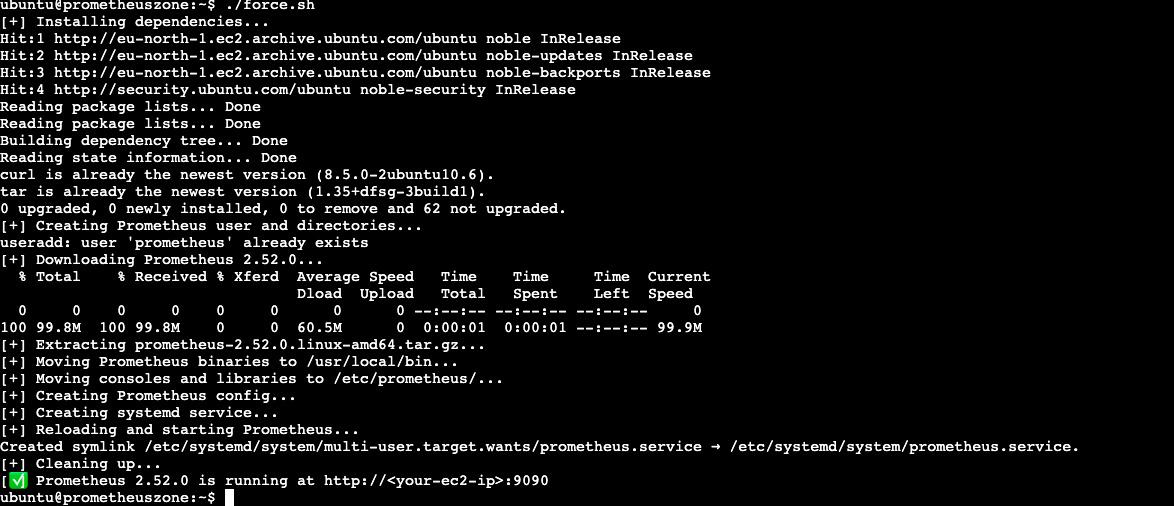 ubuntu@prometheuszone:~$ ./force.sh
[+] Installing dependencies...
Hit:1 http://eu-north-1.ec2.archive.ubuntu.com/ubuntu noble InRelease
Hit:2 http://eu-north-1.ec2.archive.ubuntu.com/ubuntu noble-updates InRelease
Hit:3 http://eu-north-1.ec2.archive.ubuntu.com/ubuntu noble-backports InRelease
Hit:4 http://security.ubuntu.com/ubuntu noble-security InRelease
Reading package lists... Done
Reading package lists... Done
Building dependency tree... Done
Reading state information... Done
curl is already the newest version (8.5.0-2ubuntu10.6).
tar is already the newest version (1.35+dfsg-3build1).
0 upgraded, 0 newly installed, 0 to remove and 62 not upgraded.
[+] Creating Prometheus user and directories...
useradd: user 'prometheus' already exists
[+] Downloading Prometheus 2.52.0...
  % Total    % Received % Xferd  Average Speed   Time    Time     Time  Current
                                 Dload  Upload   Total   Spent    Left  Speed
  0     0    0     0    0     0      0      0 --:--:-- --:--:-- --:--:--     0
100 99.8M  100 99.8M    0     0  60.5M      0  0:00:01  0:00:01 --:--:-- 99.9M
[+] Extracting prometheus-2.52.0.linux-amd64.tar.gz...
[+] Moving Prometheus binaries to /usr/local/bin...
[+] Moving consoles and libraries to /etc/prometheus/...
[+] Creating Prometheus config...
[+] Creating systemd service...
[+] Reloading and starting Prometheus...
Created symlink /etc/systemd/system/multi-user.target.wants/prometheus.service → /etc/systemd/system/prometheus.service.
[+] Cleaning up...
[✅] Prometheus 2.52.0 is running at http://<your-ec2-ip>:9090
ubuntu@prometheuszone:~$